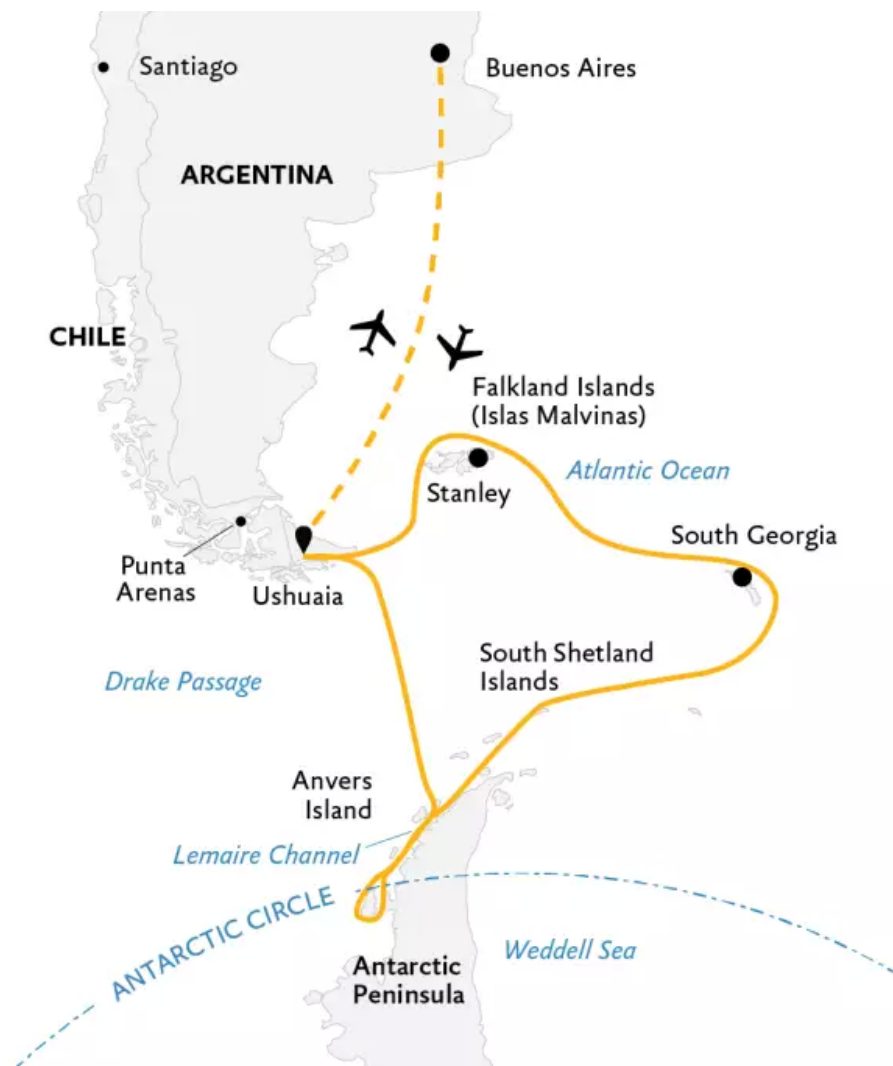 Santiago
Buenos Aires
ARGENTINA
CHILE
Falkland Islands
(Islas Malvinas)
Atlantic Ocean
Stanley
South Georgia
Punta
Arenas
Ushuaia
South Shetland
Islands
Drake Passage
Anvers
Island
Lemaire Channel
ANTARCTIC CIRCLE
Weddell Sea
Antarctic
Peninsula